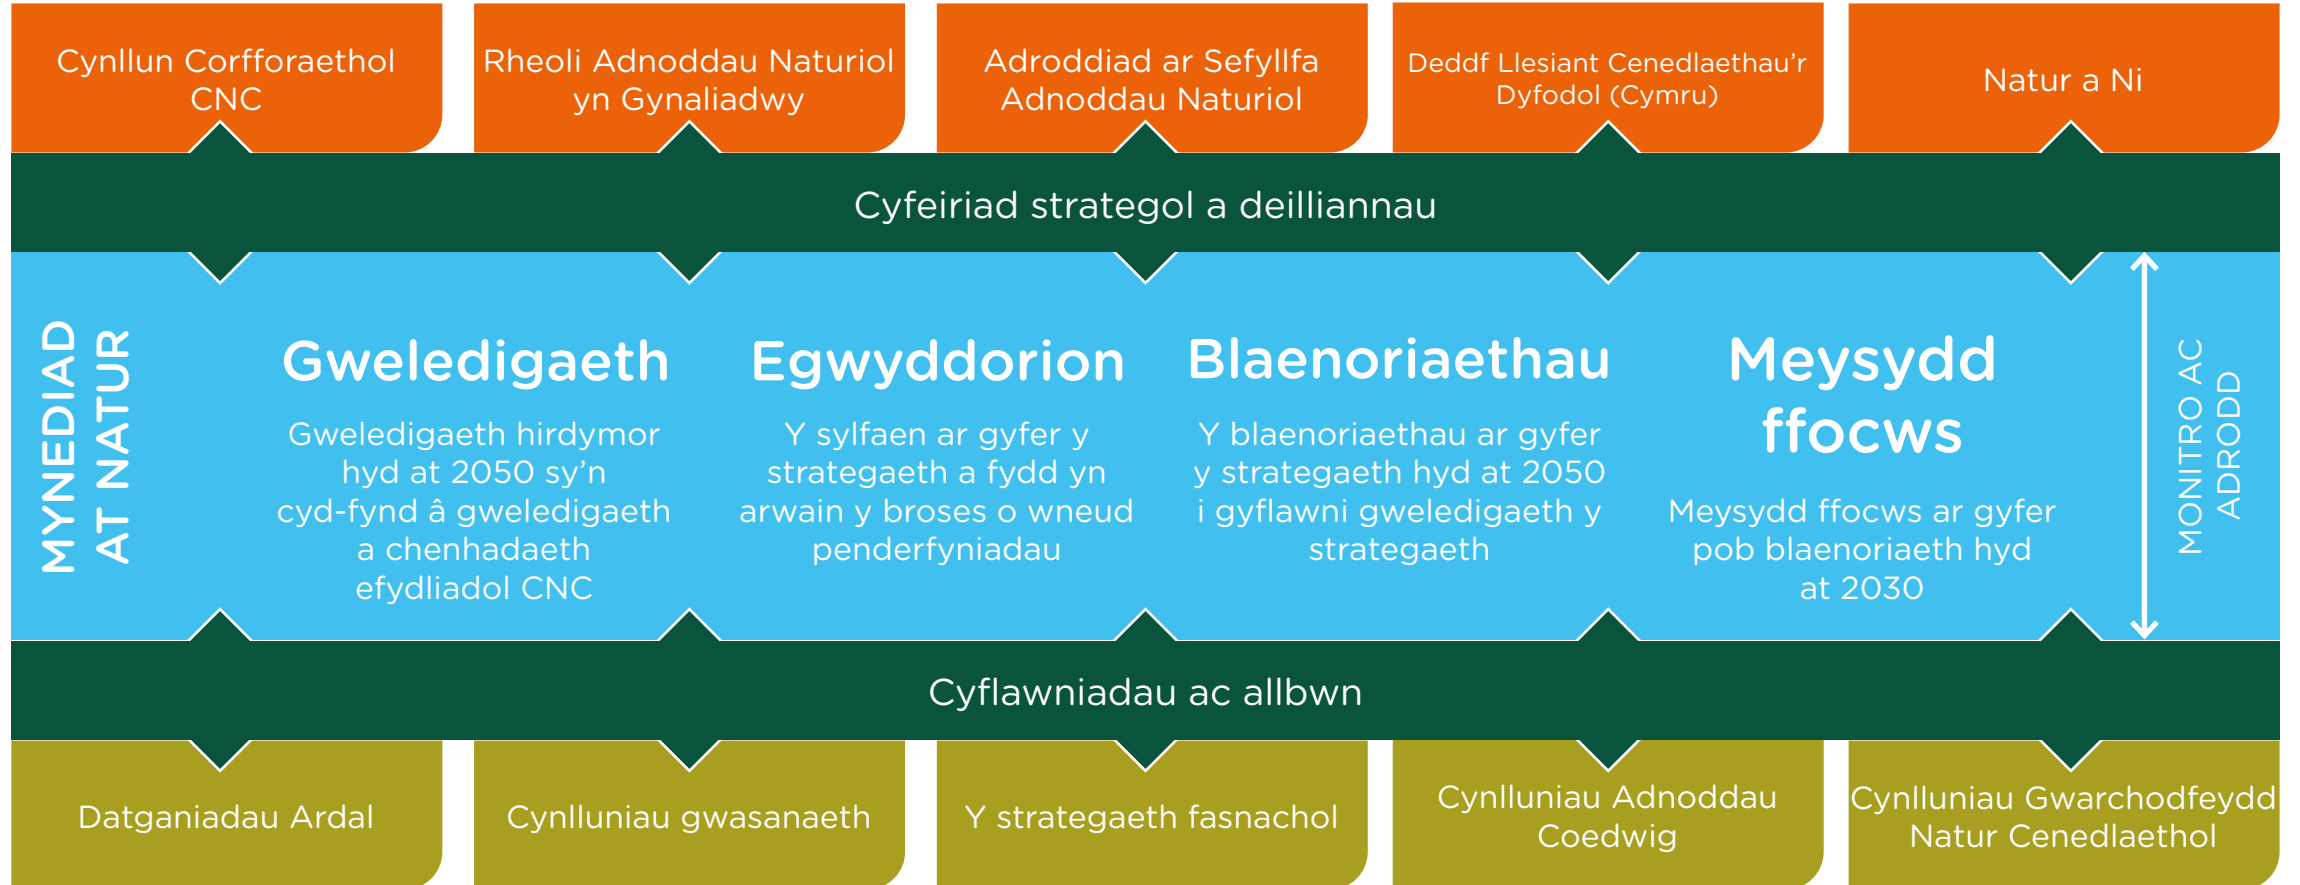 Cynllun Corfforaethol
CNC
Rheoli Adnoddau Naturiol
yn Gynaliadwy
Adroddiad ar Sefyllfa
Adnoddau Naturiol
Deddf Llesiant Cenedlaethau’r
Dyfodol (Cymru)
Natur a Ni
Cyfeiriad strategol a deilliannau
MYNEDIAD
AT NATUR
Gweledigaeth
Gweledigaeth hirdymor
hyd at 2050 sy’n
cyd-fynd â gweledigaeth
a chenhadaeth
efydliadol CNC
Egwyddorion
Y sylfaen ar gyfer y
strategaeth a fydd yn
arwain y broses o wneud
penderfyniadau
Blaenoriaethau
Y blaenoriaethau ar gyfer
y strategaeth hyd at 2050
i gyflawni gweledigaeth y
strategaeth
Meysydd
ffocws
Meysydd ffocws ar gyfer
pob blaenoriaeth hyd
at 2030
MONITRO AC
ADRODD
Cyflawniadau ac allbwn
Datganiadau Ardal
Cynlluniau gwasanaeth
Y strategaeth fasnachol
Cynlluniau Adnoddau
Coedwig
Cynlluniau Gwarchodfeydd
Natur Cenedlaethol